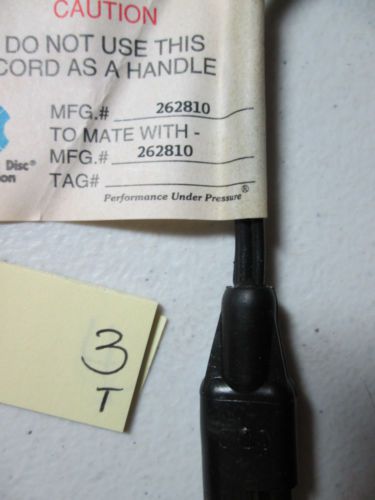 CAUTION
DO NOT USE THIS
CORD AS A HANDLE
MFG.# 262810
TO MATE WITH -
MFG.# 262810
Disc®
TAG#
on
Performance Under Pressure®
3
T